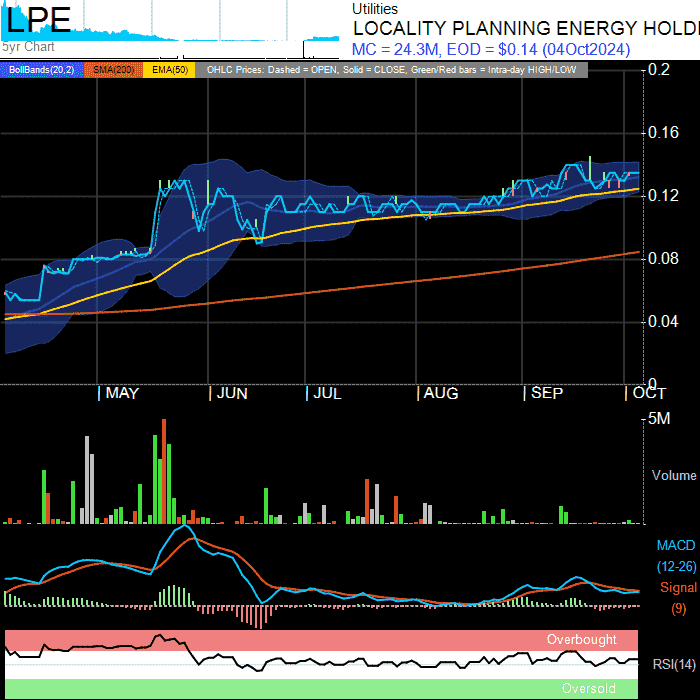 LPE
5yr Chart
Utilities
LOCALITY PLANNING ENERGY HOLDI
MC = 24.3M, EOD = $0.14 (04Oct2024)
BollBands(20,2) SMA(200) EMA(50) OHLC Prices: Dashed = OPEN, Solid = CLOSE, Green/Red bars = Intra-day HIGH/LOW
0.2
0.16
0.12
0.08
0.04
0
MAY JUN JUL AUG SEP OCT
5M
Volume
MACD
(12-26)
Signal
(9)
Overbought
RSI(14)
Oversold